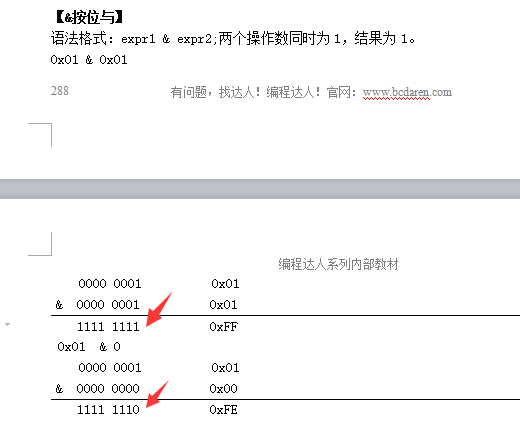 【&按位与】
语法格式：expr1 & expr2;两个操作数同时为 1，结果为 1。
0x01 & 0x01
288 有问题，找达人！编程达人！官网：www.bcdaren.com
编程达人系列内部教材
0000 0001 0x01
& 0000 0001 0x01
1111 1111 0xFF
0x01 & 0
0000 0001 0x01
& 0000 0000 0x00
1111 1110 0xFE